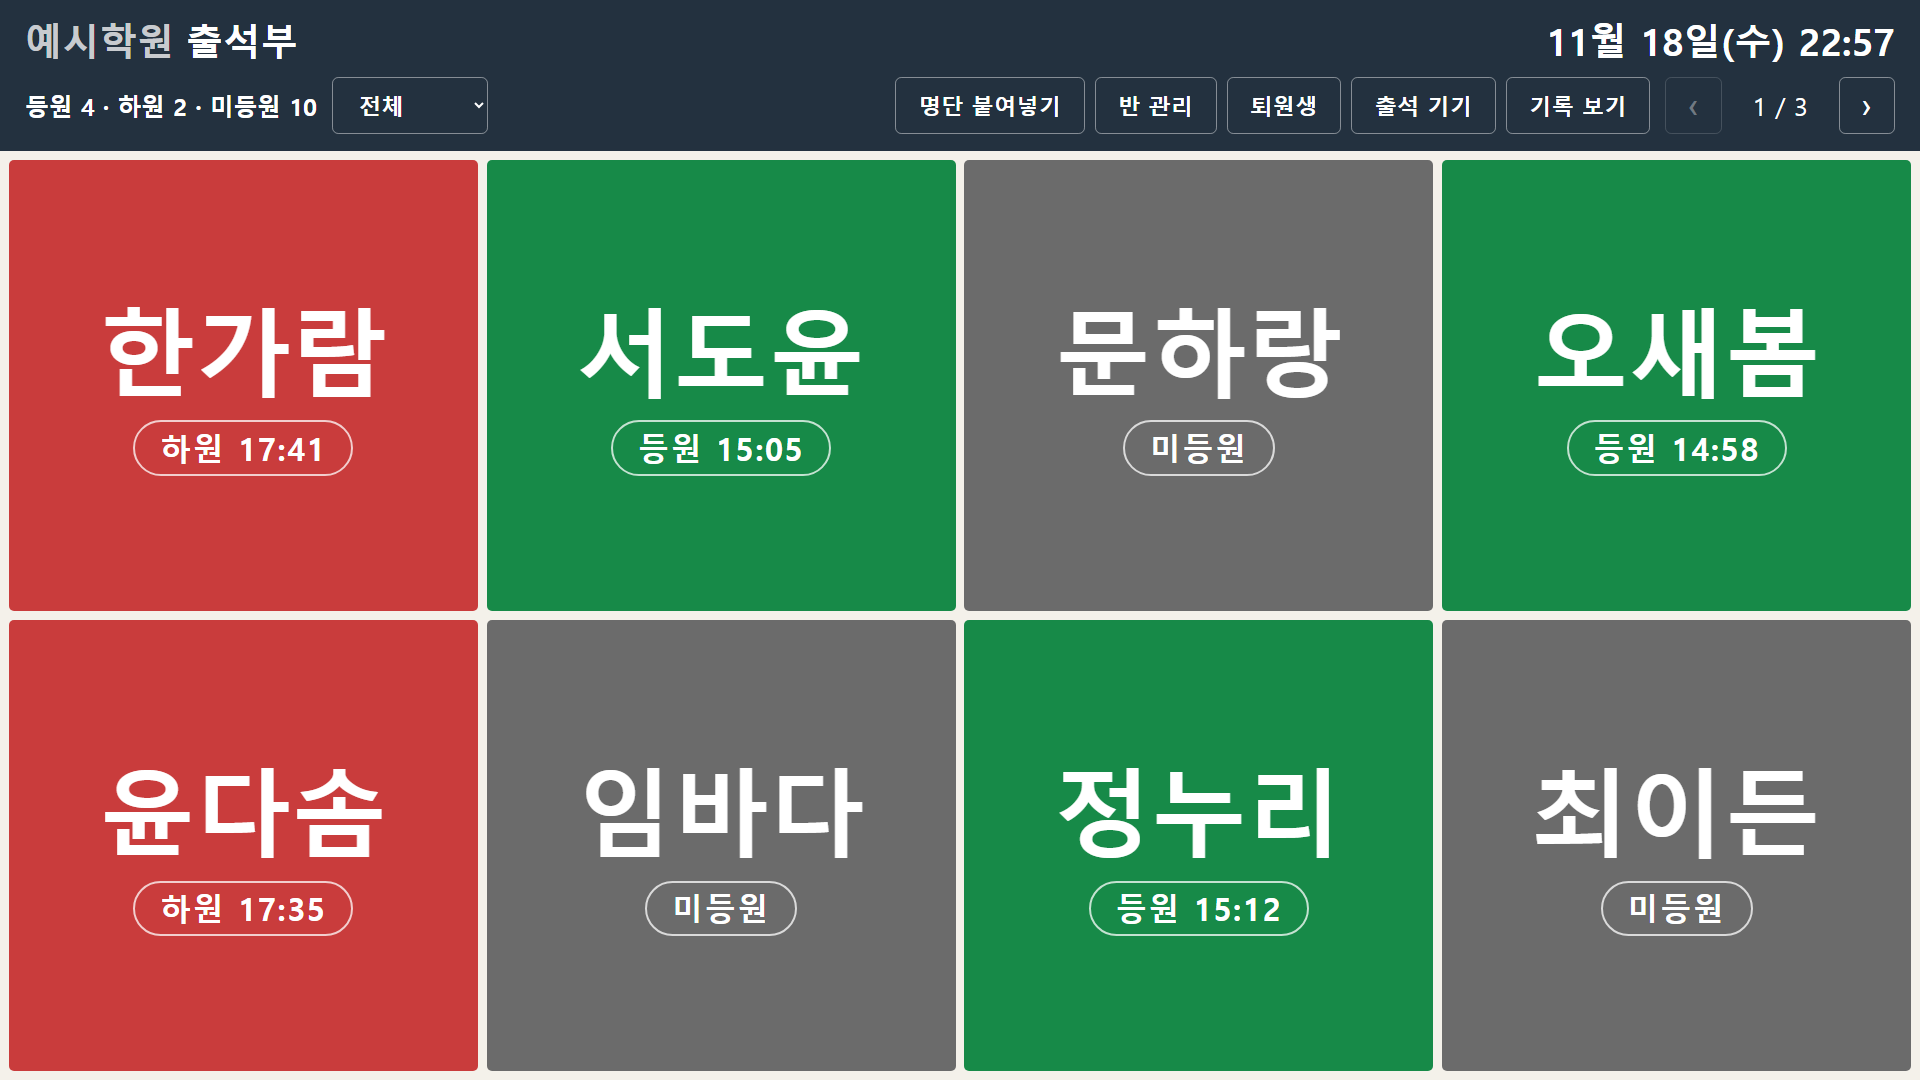 예시학원 출석부
11월 18일(수) 22:57
등원 4 · 하원 2 · 미등원 10
전체
명단 붙여넣기
반 관리
퇴원생
출석 기기
기록 보기
‹
1 / 3
›
한가람
하원 17:41
서도윤
등원 15:05
문하랑
미등원
오새봄
등원 14:58
윤다솜
하원 17:35
임바다
미등원
정누리
등원 15:12
최이든
미등원